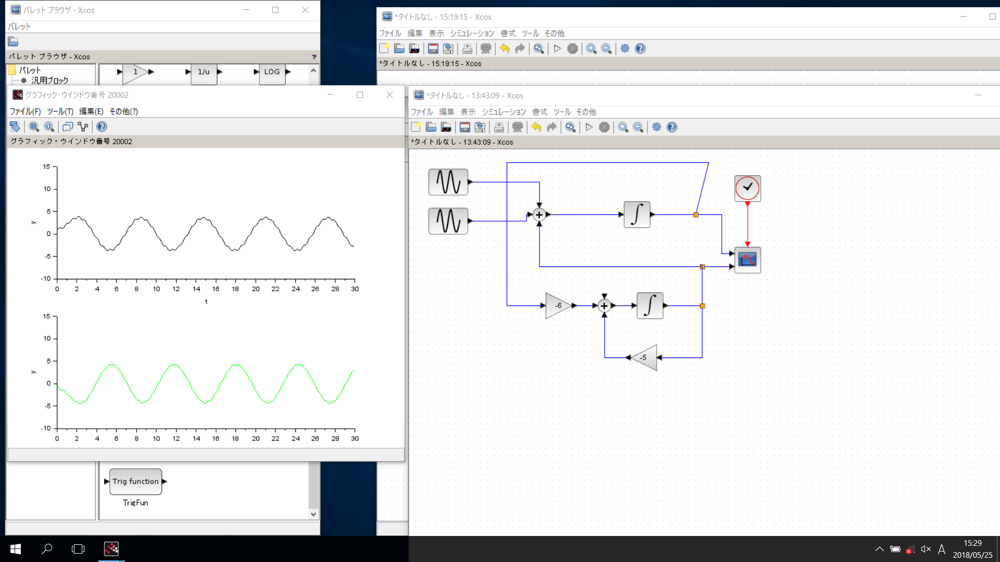 パレット ブラウザ - Xcos
パレット
パレット ブラウザ - Xcos
?
パレット
汎用ブロック
1
1/u
LOG
*タイトルなし - 15:19:15 - Xcos
ファイル 編集 表示 シミュレーション 書式 ツール その他
*タイトルなし - 15:19:15 - Xcos
グラフィック・ウインドウ番号 20002
ファイル(F) ツール(T) 編集(E) その他(?)
グラフィック・ウインドウ番号 20002
15
10
5
0
-5
-10
y
0 2 4 6 8 10 12 14 16 18 20 22 24 26 28 30
t
15
10
5
0
-5
-10
y
0 2 4 6 8 10 12 14 16 18 20 22 24 26 28 30
Trig function
TrigFun
*タイトルなし - 13:43:09 - Xcos
ファイル 編集 表示 シミュレーション 書式 ツール その他
*タイトルなし - 13:43:09 - Xcos
-6
-5
A
15:29
2018/05/25